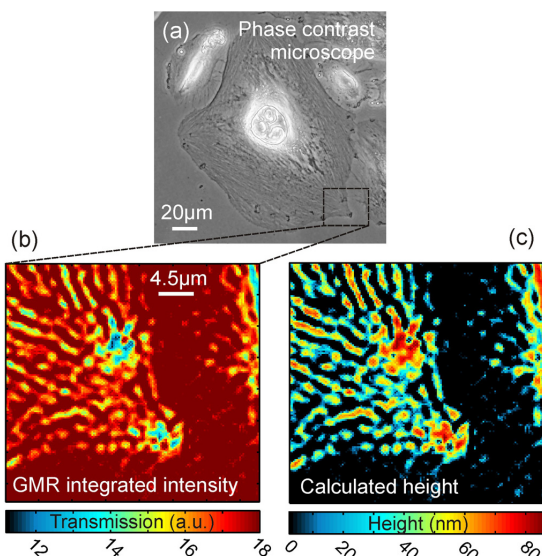 (a) Phase contrast
microscope
20µm
(b)
(c)
4.5µm
GMR integrated intensity
Calculated height
Transmission (a.u.)
12 14 16 18
Height (nm)
0 20 40 60 80